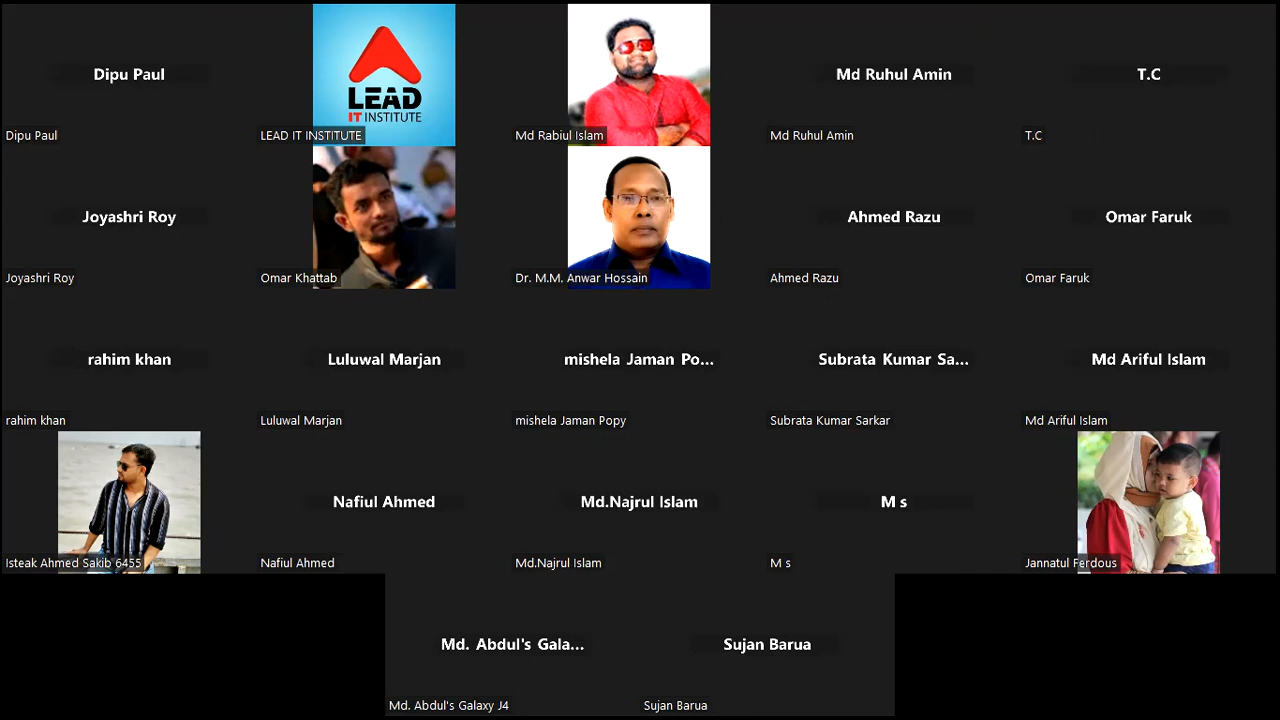 Dipu Paul
Dipu Paul
LEAD
IT INSTITUTE
LEAD IT INSTITUTE
Md Rabiul Islam
Md Ruhul Amin
Md Ruhul Amin
T.C
T.C
Joyashri Roy
Joyashri Roy
Omar Khattab
Dr. M.M. Anwar Hossain
Ahmed Razu
Ahmed Razu
Omar Faruk
Omar Faruk
rahim khan
rahim khan
Luluwal Marjan
Luluwal Marjan
mishela Jaman Po...
mishela Jaman Popy
Subrata Kumar Sa...
Subrata Kumar Sarkar
Md Ariful Islam
Md Ariful Islam
Isteak Ahmed Sakib 6455
Nafiul Ahmed
Nafiul Ahmed
Md.Najrul Islam
Md.Najrul Islam
M s
M s
Jannatul Ferdous
Md. Abdul's Gala...
Md. Abdul's Galaxy J4
Sujan Barua
Sujan Barua